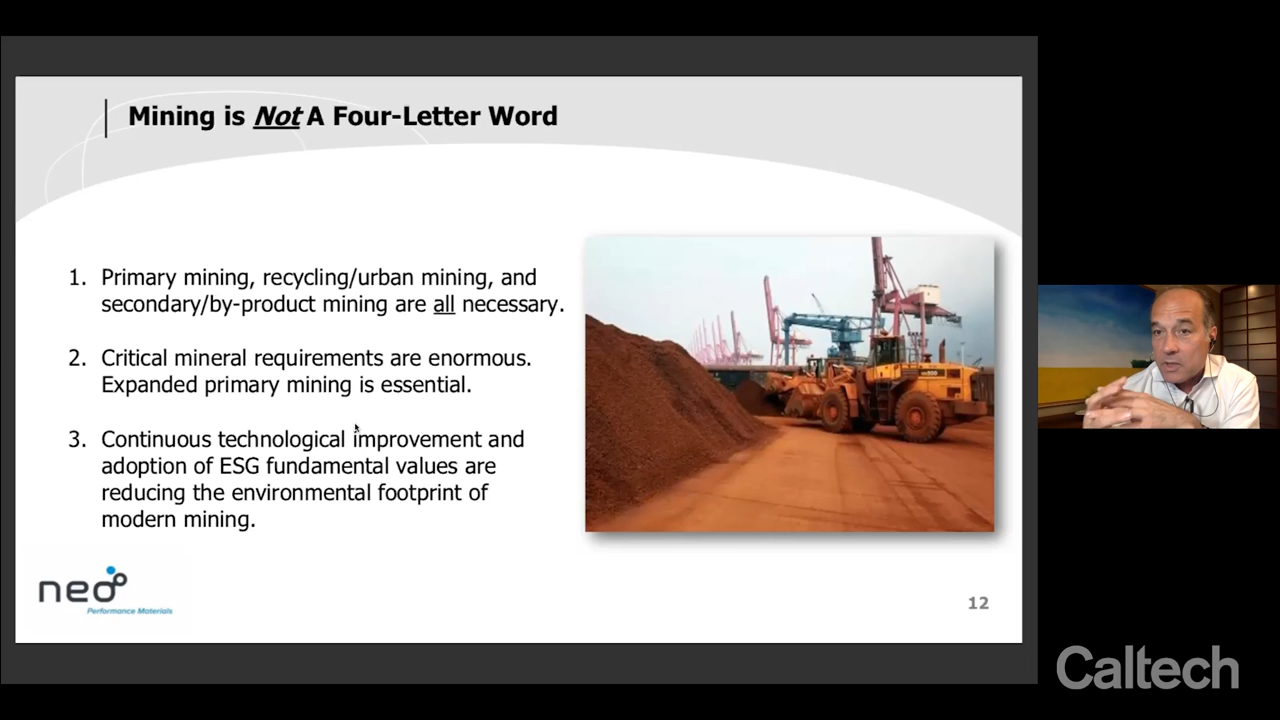 Mining is Not A Four-Letter Word
1. Primary mining, recycling/urban mining, and
secondary/by-product mining are all necessary.
2. Critical mineral requirements are enormous.
Expanded primary mining is essential.
3. Continuous technological improvement and
adoption of ESG fundamental values are
reducing the environmental footprint of
modern mining.
neo
Performance Materials
12
Caltech